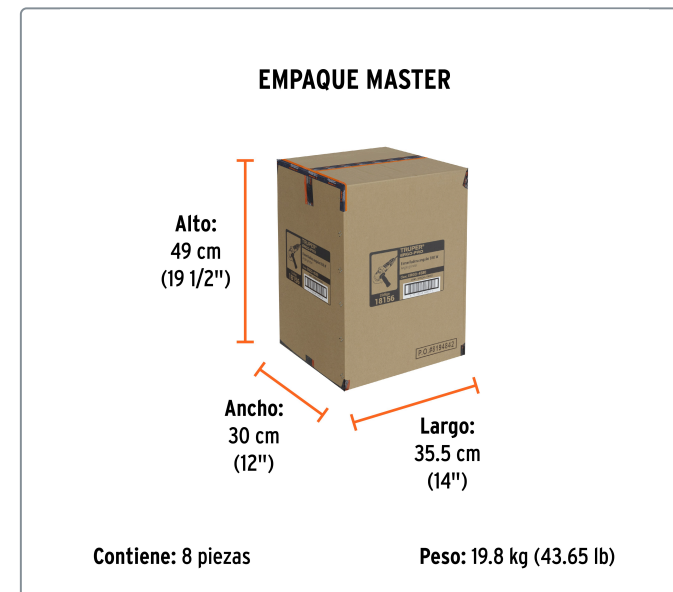 EMPAQUE MASTER
Alto:
49 cm
(19 1/2")
TRUPER
18156
P.O.#0194842
Ancho:
30 cm
(12")
Largo:
35.5 cm
(14")
Contiene: 8 piezas
Peso: 19.8 kg (43.65 lb)